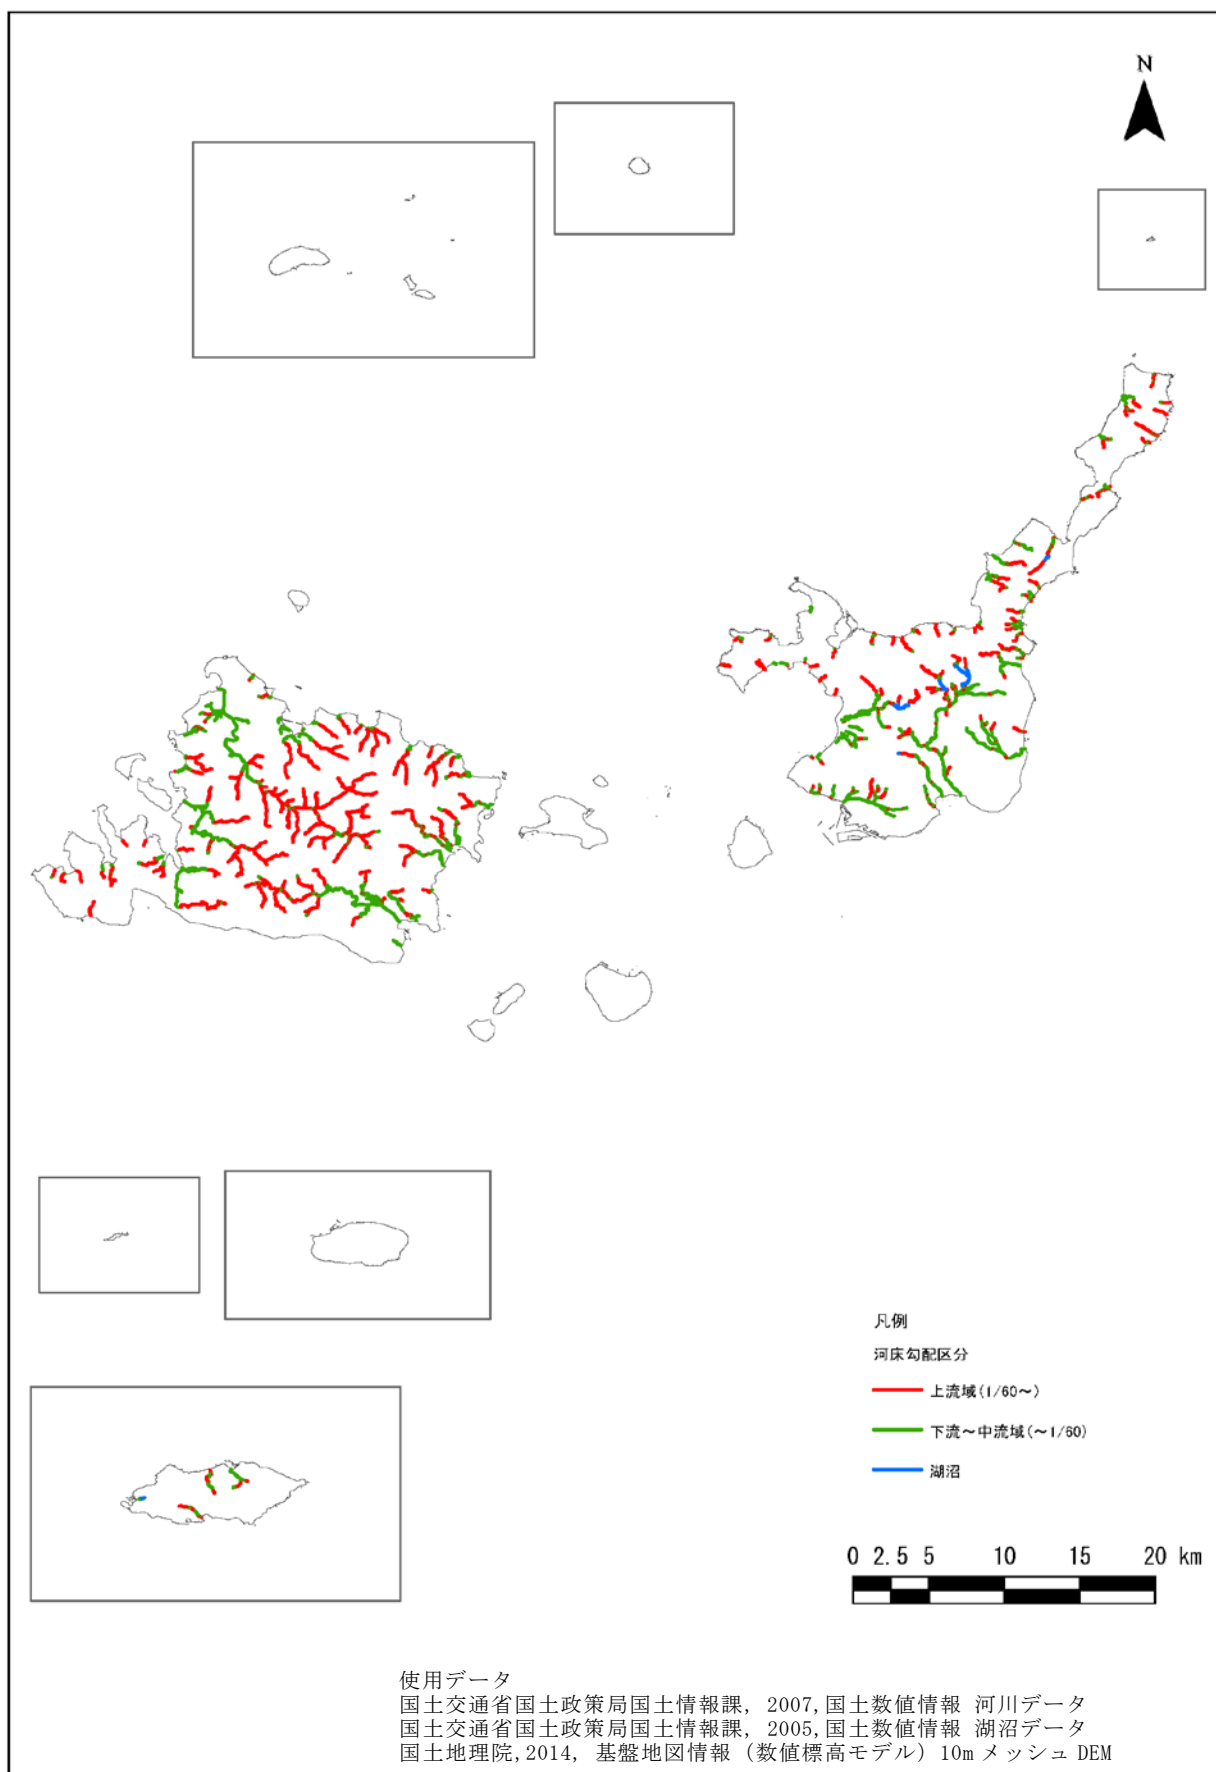 N
凡例
河床勾配区分
上流域(1/60～)
下流～中流域(～1/60)
湖沼
0 2.5 5 10 15 20 km
使用データ
国土交通省国土政策局国土情報課, 2007,国土数値情報 河川データ
国土交通省国土政策局国土情報課, 2005,国土数値情報 湖沼データ
国土地理院,2014, 基盤地図情報（数値標高モデル）10m メッシュ DEM